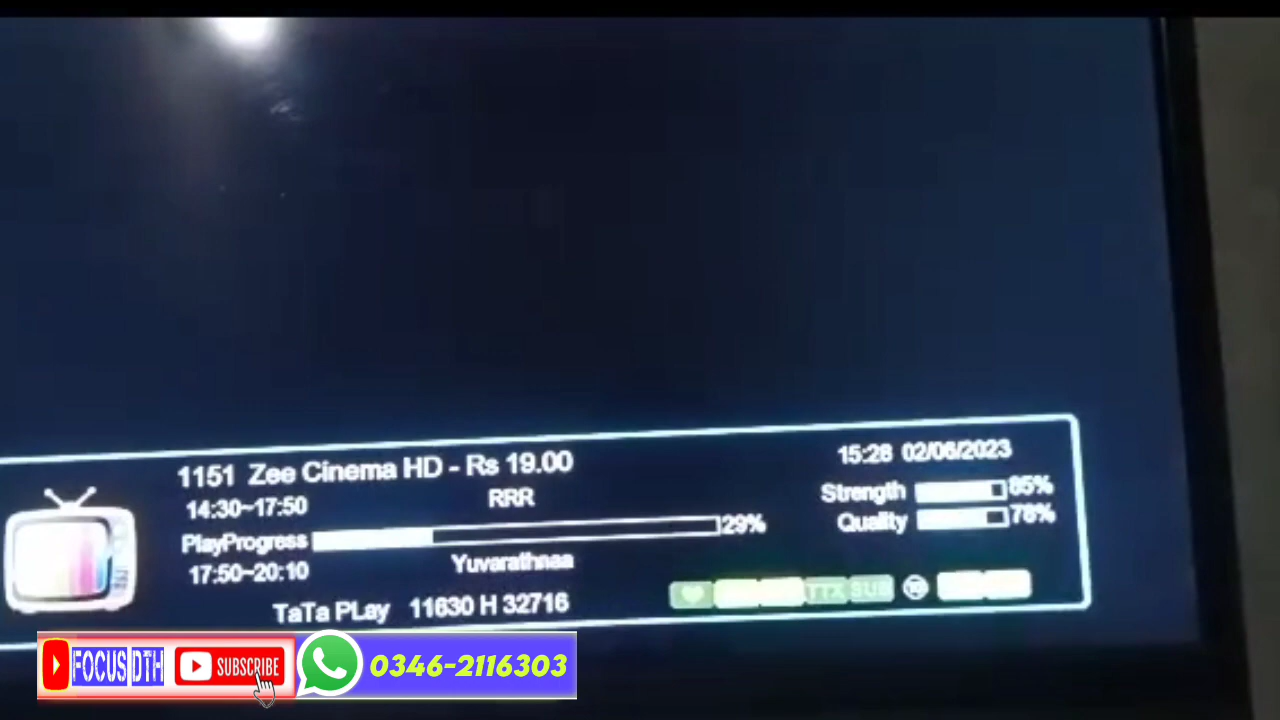 1151 Zee Cinema HD - Rs 19.00
15:28 02/06/2023
14:30~17:50 RRR
Strength 85%
PlayProgress 29%
Quality 78%
17:50~20:10 Yuvarathnaa
TaTa PLay 11630 H 32716
TTX SUB
FOCUS DTH SUBSCRIBE 0346-2116303